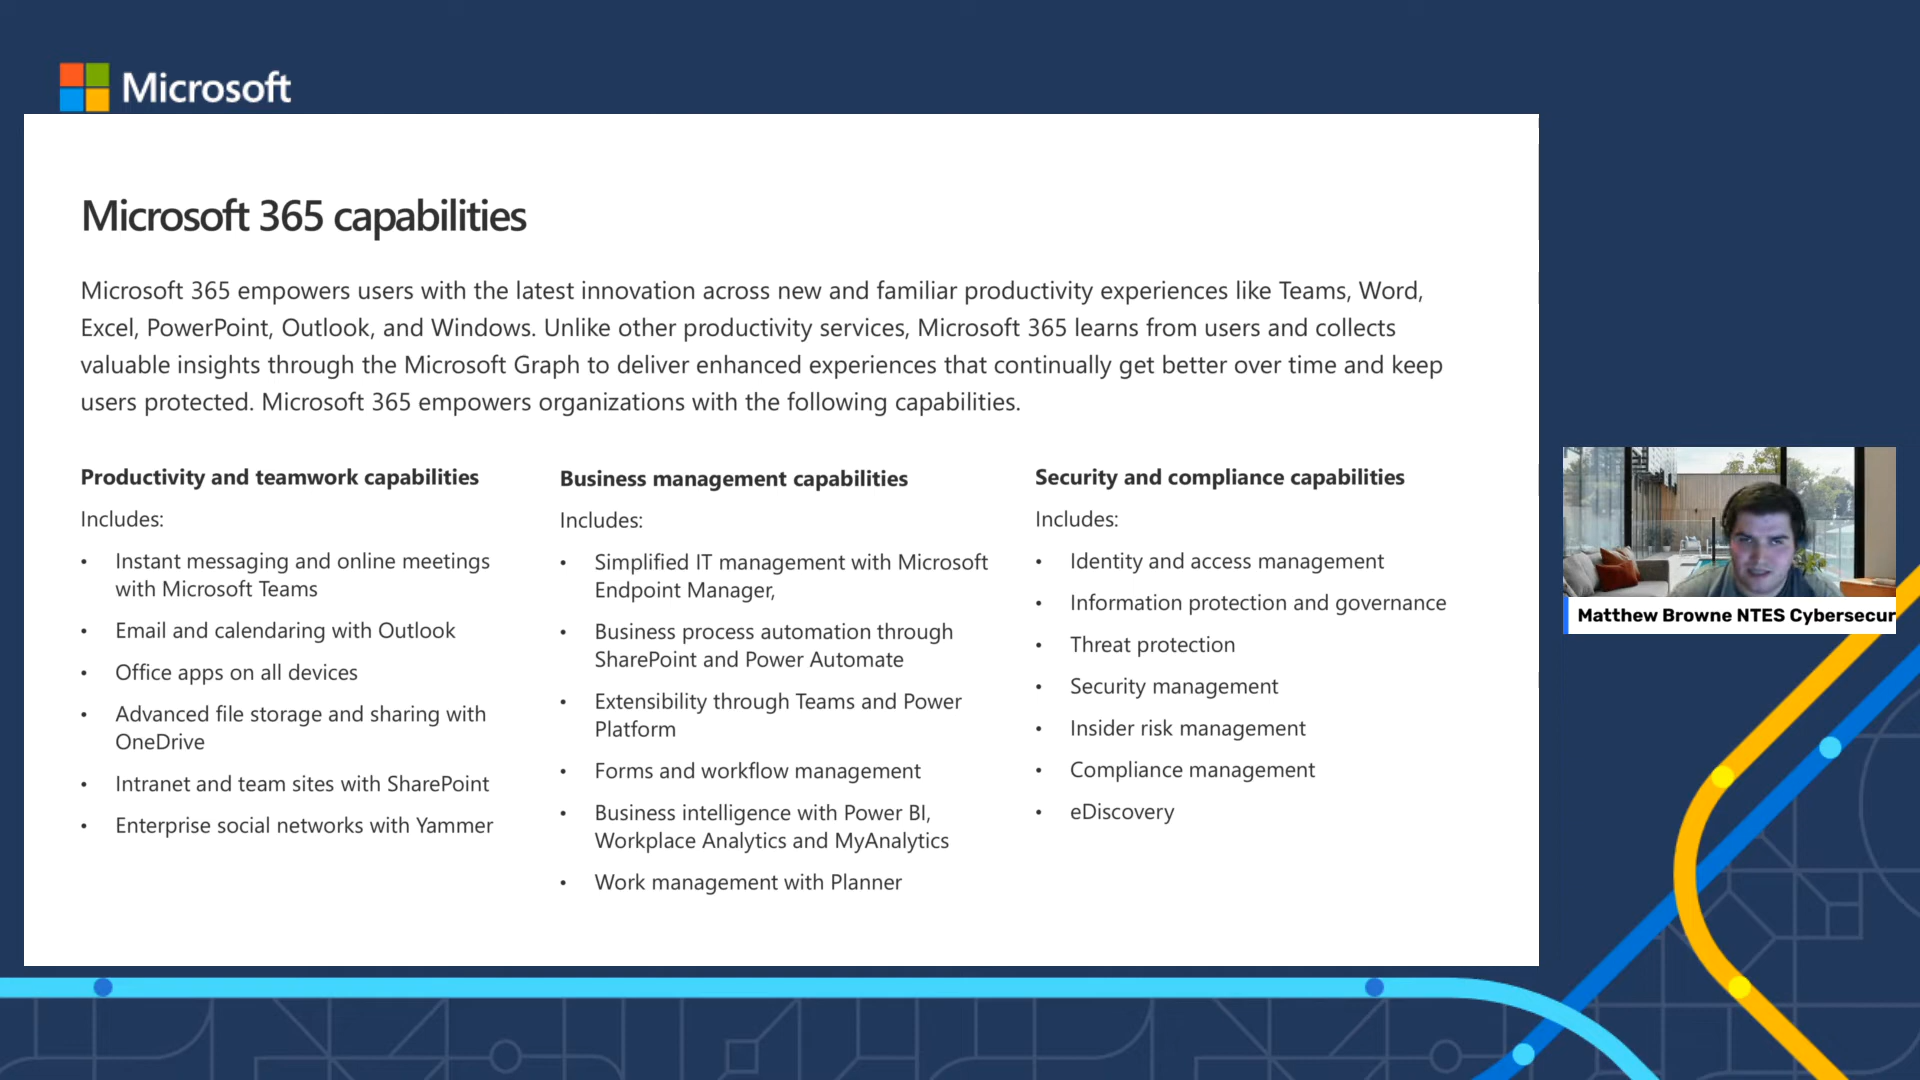 Microsoft
Microsoft 365 capabilities
Microsoft 365 empowers users with the latest innovation across new and familiar productivity experiences like Teams, Word,
Excel, PowerPoint, Outlook, and Windows. Unlike other productivity services, Microsoft 365 learns from users and collects
valuable insights through the Microsoft Graph to deliver enhanced experiences that continually get better over time and keep
users protected. Microsoft 365 empowers organizations with the following capabilities.
Productivity and teamwork capabilities
Includes:
• Instant messaging and online meetings
with Microsoft Teams
• Email and calendaring with Outlook
• Office apps on all devices
• Advanced file storage and sharing with
OneDrive
• Intranet and team sites with SharePoint
• Enterprise social networks with Yammer
Business management capabilities
Includes:
• Simplified IT management with Microsoft
Endpoint Manager,
• Business process automation through
SharePoint and Power Automate
• Extensibility through Teams and Power
Platform
• Forms and workflow management
• Business intelligence with Power BI,
Workplace Analytics and MyAnalytics
• Work management with Planner
Security and compliance capabilities
Includes:
• Identity and access management
• Information protection and governance
• Threat protection
• Security management
• Insider risk management
• Compliance management
• eDiscovery
Matthew Browne NTES Cybersecur